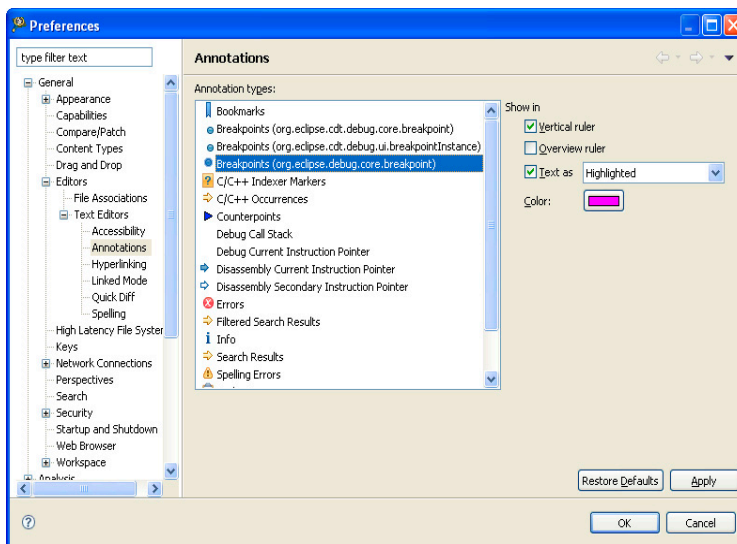 Preferences
type filter text
General
Appearance
Capabilities
Compare/Patch
Content Types
Drag and Drop
Editors
File Associations
Text Editors
Accessibility
Annotations
Hyperlinking
Linked Mode
Quick Diff
Spelling
High Latency File System
Keys
Network Connections
Perspectives
Search
Security
Startup and Shutdown
Web Browser
Workspace
Analysis
Annotations
Annotation types:
Bookmarks
Breakpoints (org.eclipse.cdt.debug.core.breakpoint)
Breakpoints (org.eclipse.cdt.debug.ui.breakpointInstance)
Breakpoints (org.eclipse.debug.core.breakpoint)
C/C++ Indexer Markers
C/C++ Occurrences
Counterpoints
Debug Call Stack
Debug Current Instruction Pointer
Disassembly Current Instruction Pointer
Disassembly Secondary Instruction Pointer
Errors
Filtered Search Results
Info
Search Results
Spelling Errors
Show in
Vertical ruler
Overview ruler
Text as
Highlighted
Color:
Restore Defaults
Apply
OK
Cancel